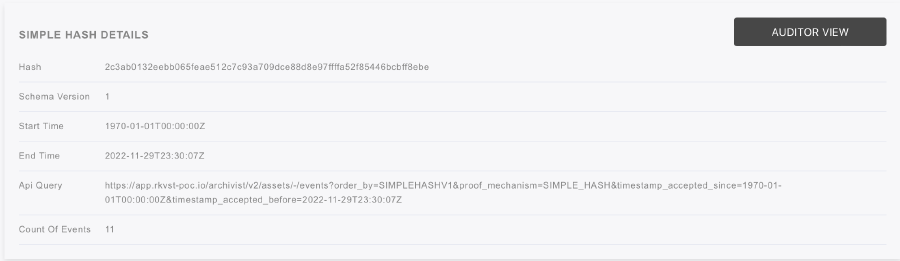 SIMPLE HASH DETAILS
AUDITOR VIEW
Hash 2c3ab0132eebb065feae512c7c93a709dce88d8e97ffffa52f85446bcbff8ebe
Schema Version 1
Start Time 1970-01-01T00:00:00Z
End Time 2022-11-29T23:30:07Z
Api Query https://app.rkvst-poc.io/archivist/v2/assets/-/events?order_by=SIMPLEHASHV1&proof_mechanism=SIMPLE_HASH&timestamp_accepted_since=1970-01-
01T00:00:00Z&timestamp_accepted_before=2022-11-29T23:30:07Z
Count Of Events 11